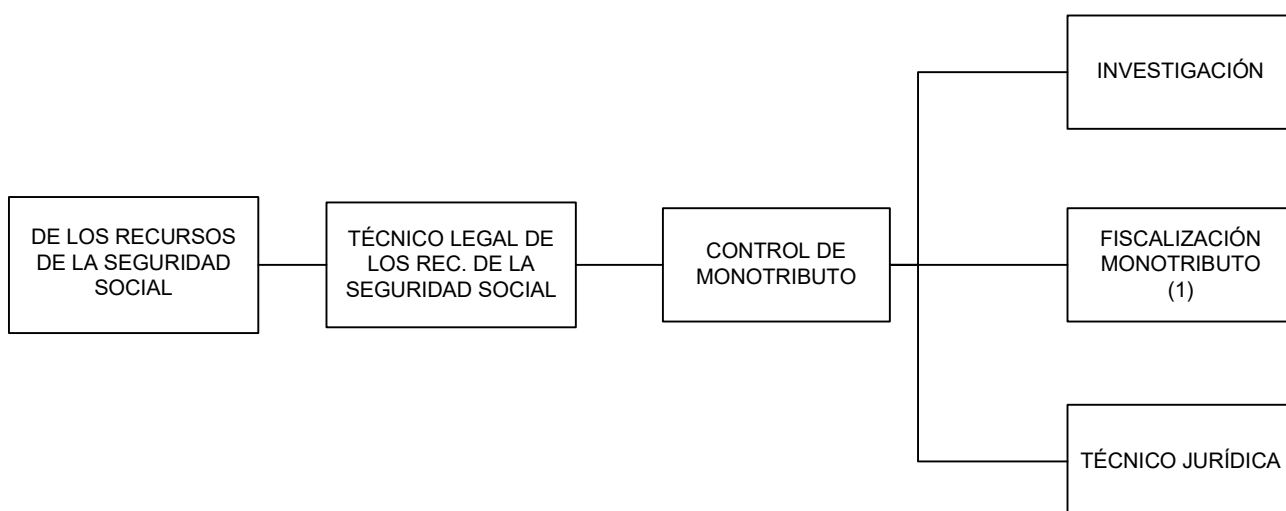 DE LOS RECURSOS
DE LA SEGURIDAD
SOCIAL
TÉCNICO LEGAL DE
LOS REC. DE LA
SEGURIDAD SOCIAL
CONTROL DE
MONOTRIBUTO
INVESTIGACIÓN
FISCALIZACIÓN
MONOTRIBUTO
(1)
TÉCNICO JURÍDICA